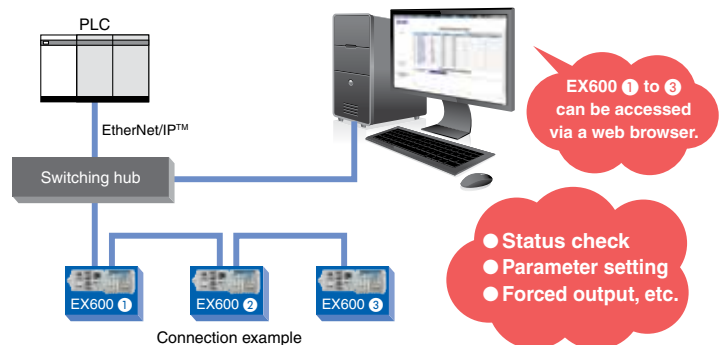 PLC
EtherNet/IP™
Switching hub
EX600 ❶ to ❸
can be accessed
via a web browser.
● Status check
● Parameter setting
● Forced output, etc.
EX600 ❶
EX600 ❷
EX600 ❸
Connection example